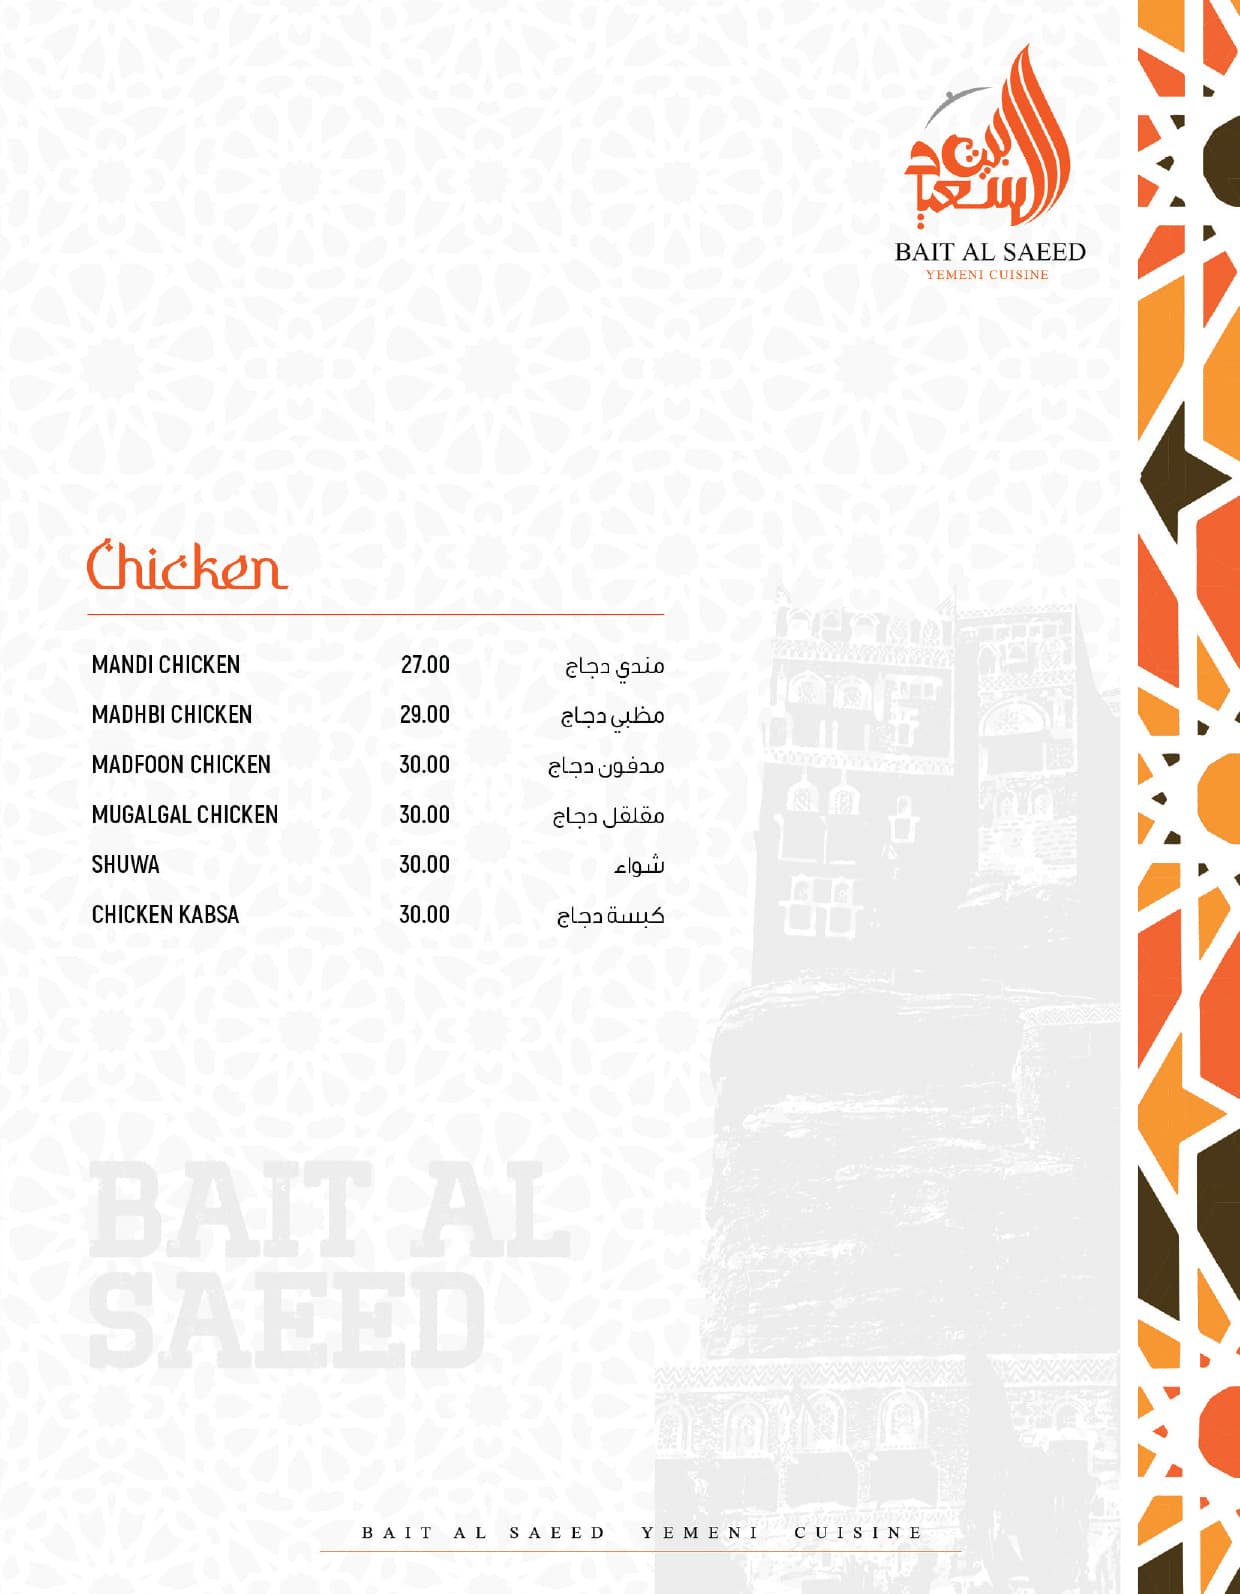 بيت السعيد
BAIT AL SAEED
YEMENI CUISINE
Chicken
MANDI CHICKEN 27.00 مندي دجاج
MADHBI CHICKEN 29.00 مظبي دجاج
MADFOON CHICKEN 30.00 مدفون دجاج
MUGALGAL CHICKEN 30.00 مقلقل دجاج
SHUWA 30.00 شواء
CHICKEN KABSA 30.00 كبسة دجاج
BAIT AL
SAEED
BAIT AL SAEED YEMENI CUISINE